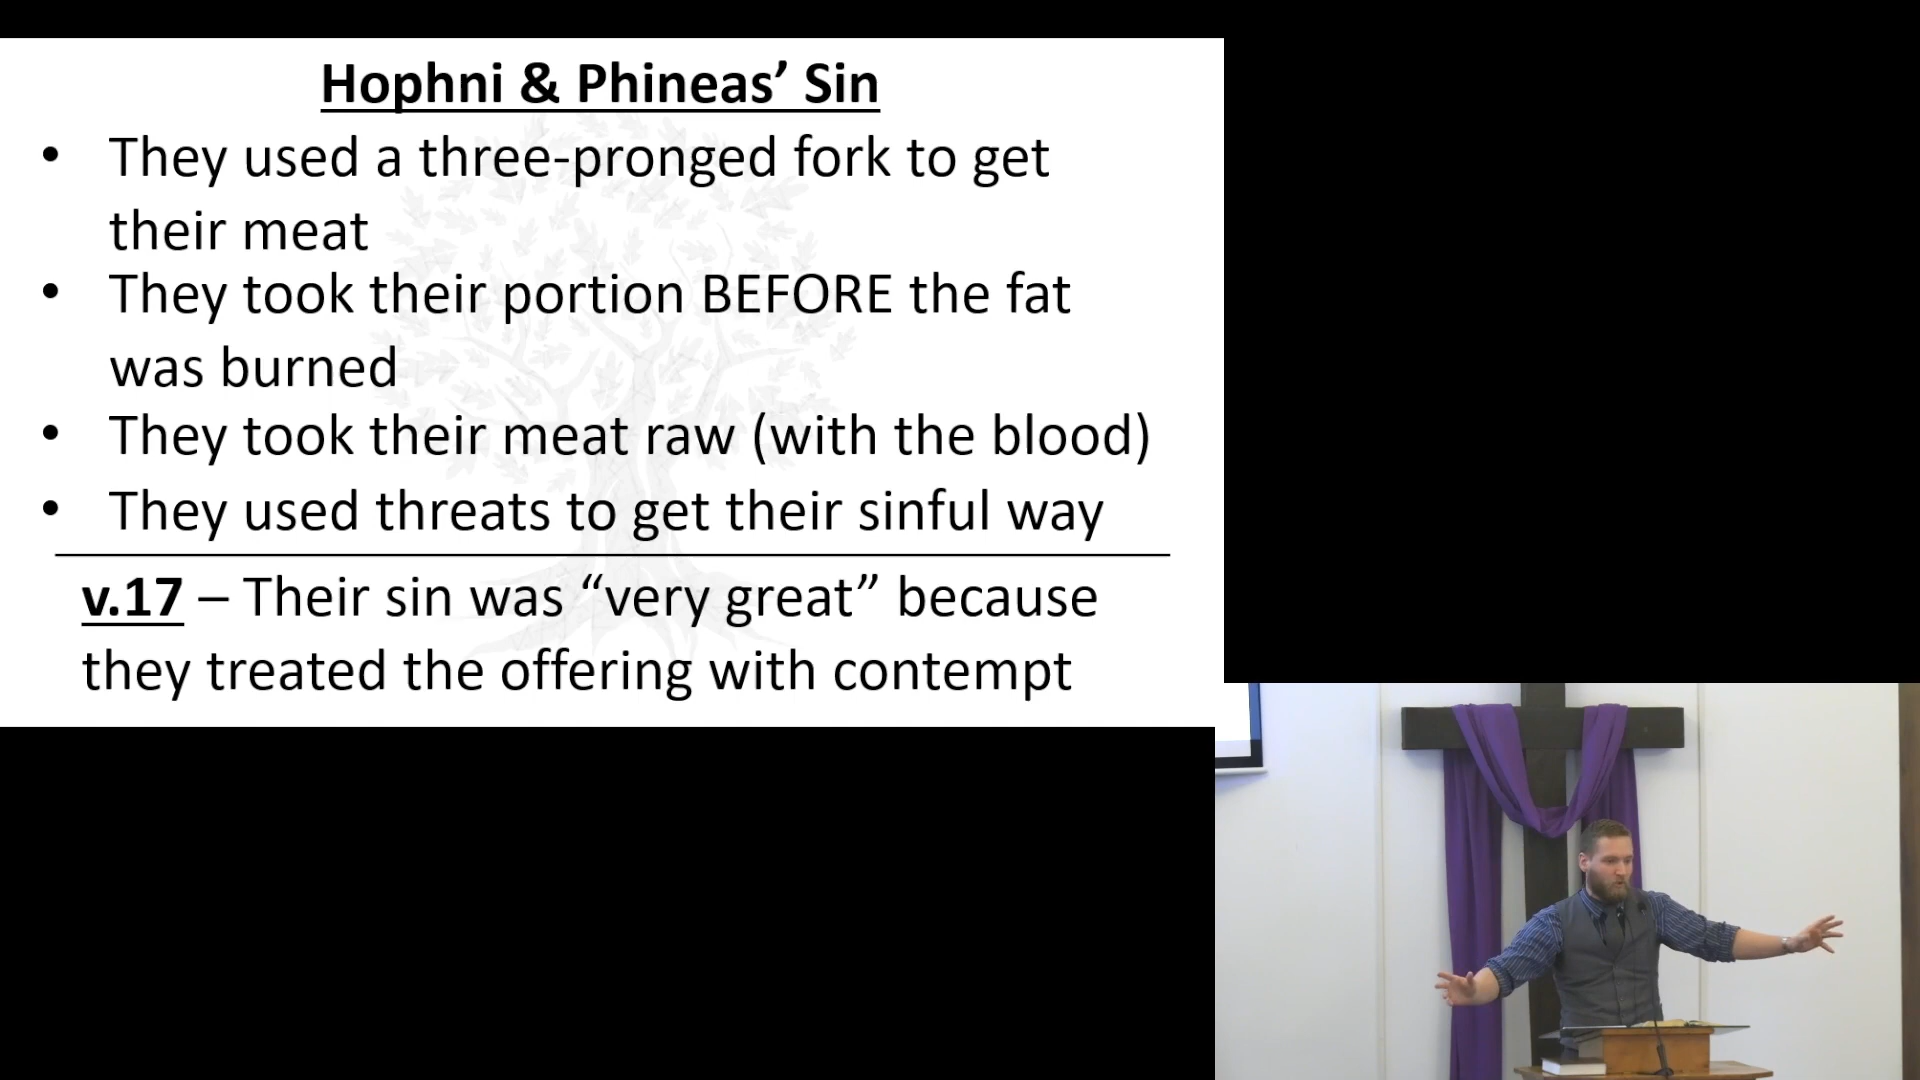 Hophni & Phineas’ Sin
• They used a three-pronged fork to get
their meat
• They took their portion BEFORE the fat
was burned
• They took their meat raw (with the blood)
• They used threats to get their sinful way
v.17 – Their sin was “very great” because
they treated the offering with contempt